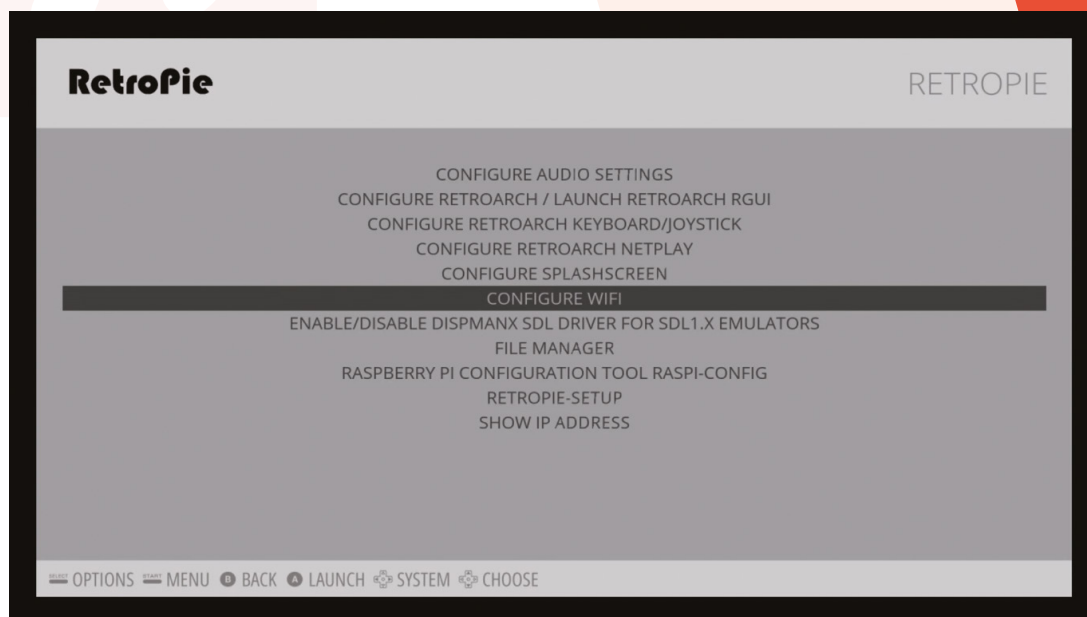 RetroPie
RETROPIE
CONFIGURE AUDIO SETTINGS
CONFIGURE RETROARCH / LAUNCH RETROARCH RGUI
CONFIGURE RETROARCH KEYBOARD/JOYSTICK
CONFIGURE RETROARCH NETPLAY
CONFIGURE SPLASHSCREEN
CONFIGURE WIFI
ENABLE/DISABLE DISPMANX SDL DRIVER FOR SDL1.X EMULATORS
FILE MANAGER
RASPBERRY PI CONFIGURATION TOOL RASPI-CONFIG
RETROPIE-SETUP
SHOW IP ADDRESS
SELECT OPTIONS START MENU B BACK A LAUNCH SYSTEM CHOOSE